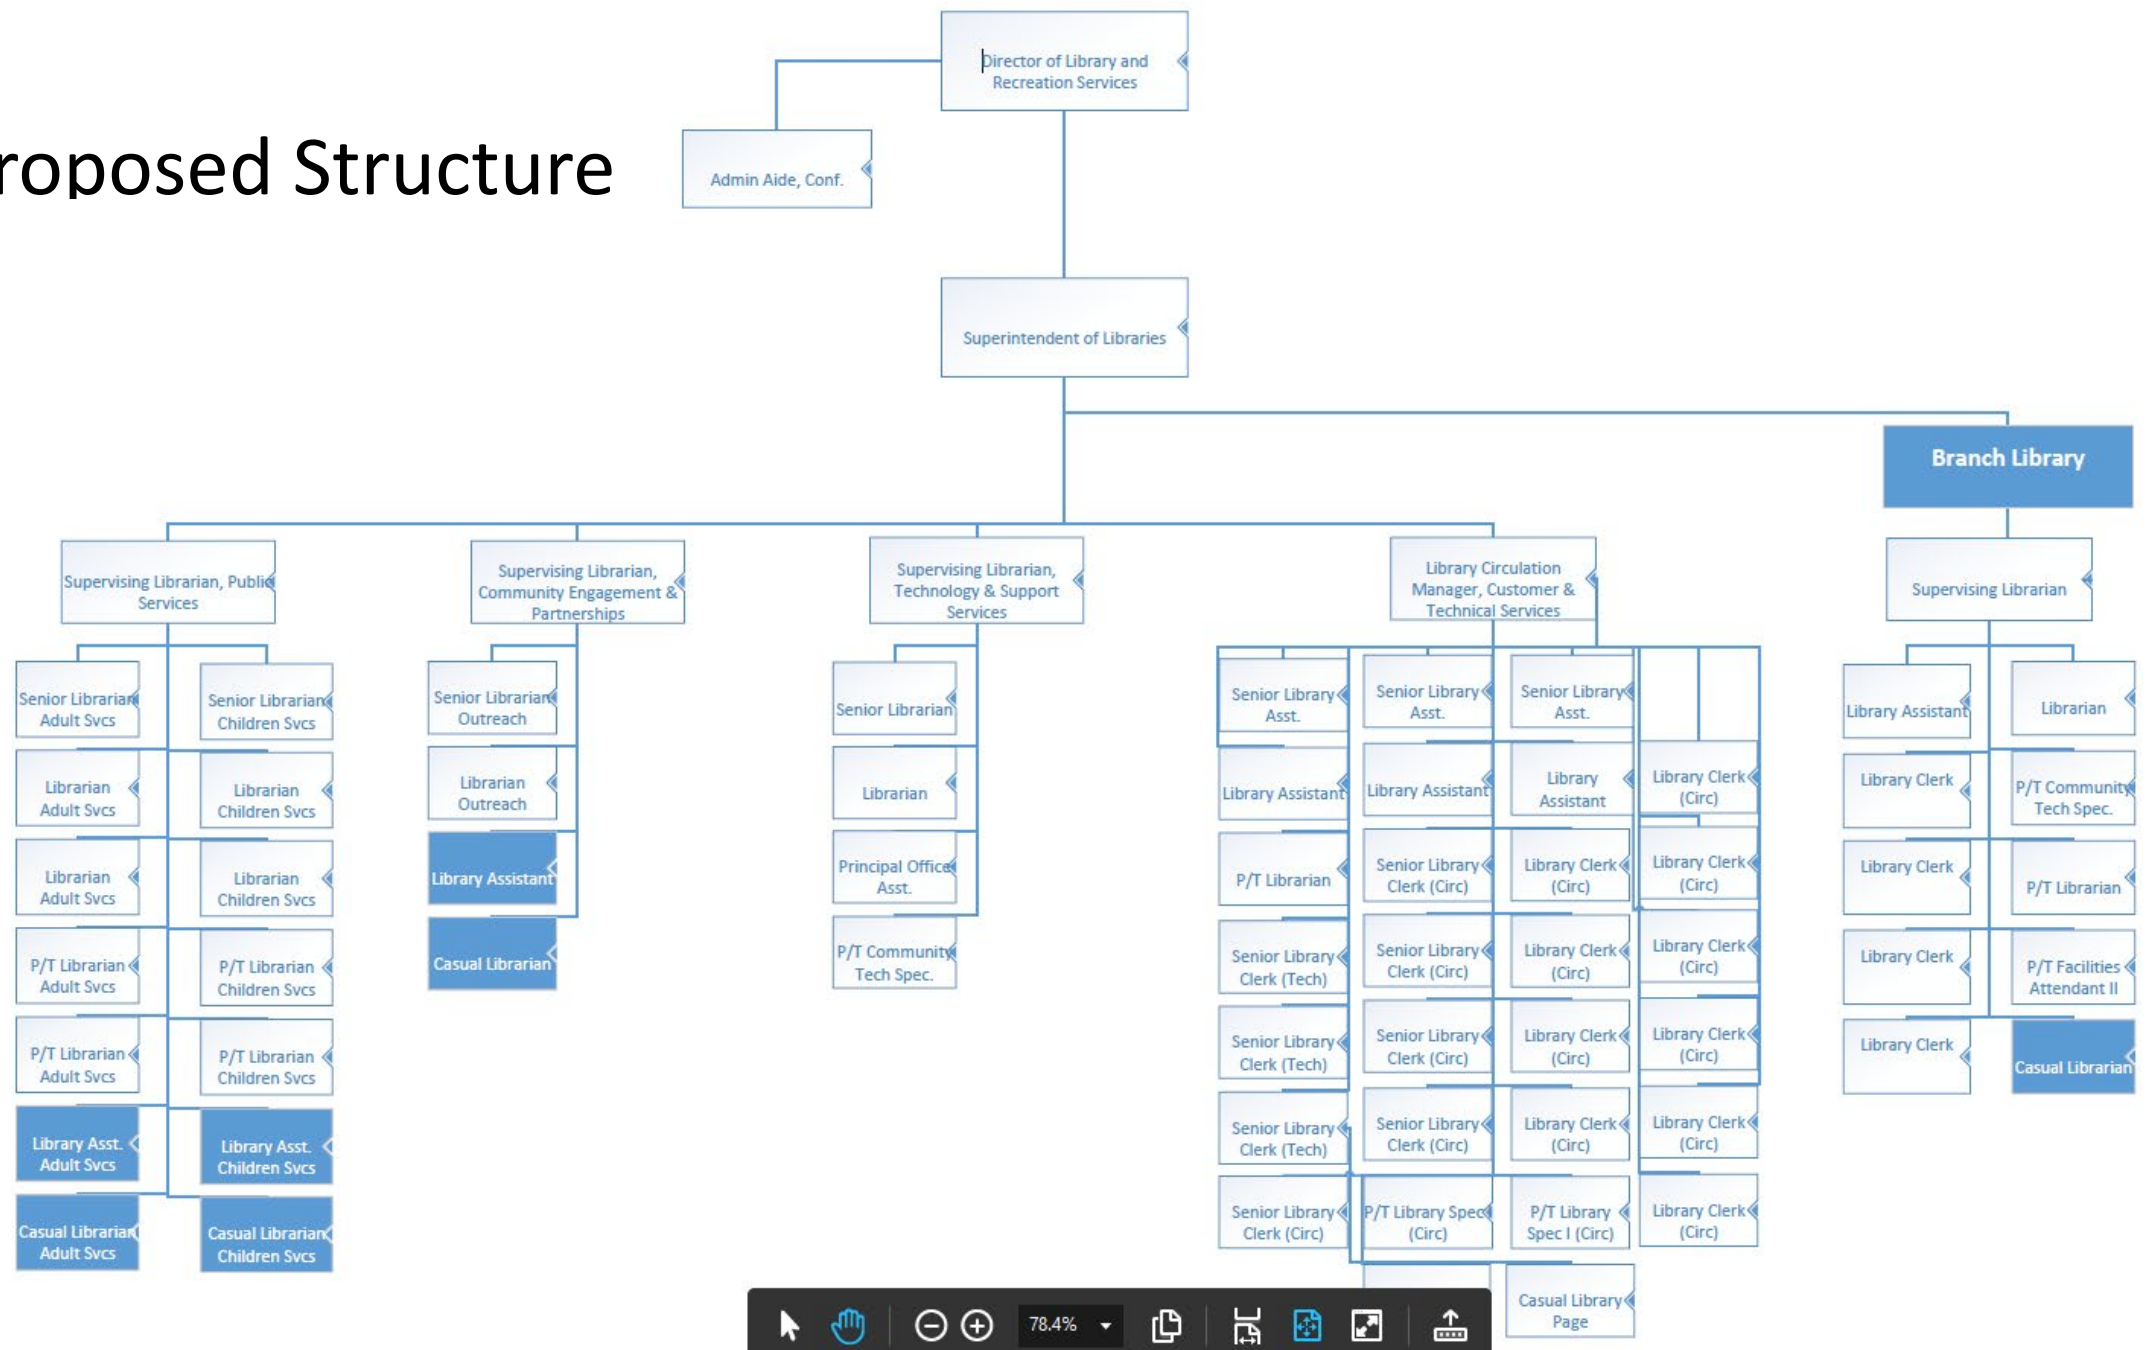 Director of Library and
Recreation Services
roposed Structure
Admin Aide, Conf.
Superintendent of Libraries
Branch Library
Supervising Librarian, Public
Services
Supervising Librarian,
Community Engagement &
Partnerships
Supervising Librarian,
Technology & Support
Services
Library Circulation
Manager, Customer &
Technical Services
Supervising Librarian
Senior Librarian
Adult Svcs
Librarian
Adult Svcs
Librarian
Adult Svcs
P/T Librarian
Adult Svcs
P/T Librarian
Adult Svcs
Library Asst.
Adult Svcs
Casual Librarian
Adult Svcs
Senior Librarian
Children Svcs
Librarian
Children Svcs
Librarian
Children Svcs
P/T Librarian
Children Svcs
P/T Librarian
Children Svcs
Library Asst.
Children Svcs
Casual Librarian
Children Svcs
Senior Librarian
Outreach
Librarian
Outreach
Library Assistant
Casual Librarian
Senior Librarian
Librarian
Principal Office
Asst.
P/T Community
Tech Spec.
Senior Library
Asst.
Library Assistant
P/T Librarian
Senior Library
Clerk (Tech)
Senior Library
Clerk (Tech)
Senior Library
Clerk (Tech)
Senior Library
Clerk (Circ)
Senior Library
Asst.
Library Assistant
Senior Library
Clerk (Circ)
Senior Library
Clerk (Circ)
Senior Library
Clerk (Circ)
Senior Library
Clerk (Circ)
P/T Library Spec
(Circ)
Senior Library
Asst.
Library
Assistant
Library Clerk
(Circ)
Library Clerk
(Circ)
Library Clerk
(Circ)
Library Clerk
(Circ)
P/T Library
Spec I (Circ)
Casual Library
Page
Library Clerk
(Circ)
Library Clerk
(Circ)
Library Clerk
(Circ)
Library Clerk
(Circ)
Library Clerk
(Circ)
Library Clerk
(Circ)
Library Assistant
Library Clerk
Library Clerk
Library Clerk
Library Clerk
Librarian
P/T Community
Tech Spec.
P/T Librarian
P/T Facilities
Attendant II
Casual Librarian
78.4%